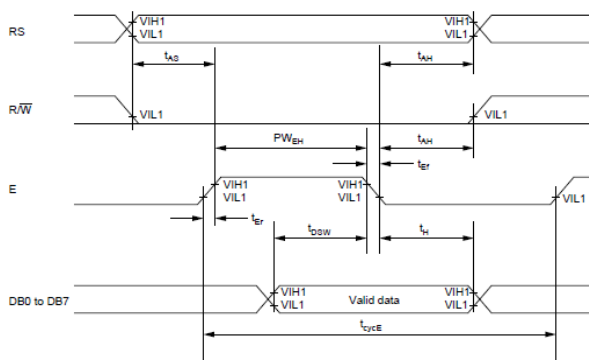 RS
VIH1
VIL1
VIH1
VIL1
tAS
tAH
R/W̅
VIL1
VIL1
PWEH
tAH
tEf
E
VIH1
VIL1
VIH1
VIL1
VIL1
tEr
tDSW
tH
DB0 to DB7
VIH1
VIL1
Valid data
VIH1
VIL1
tcycE